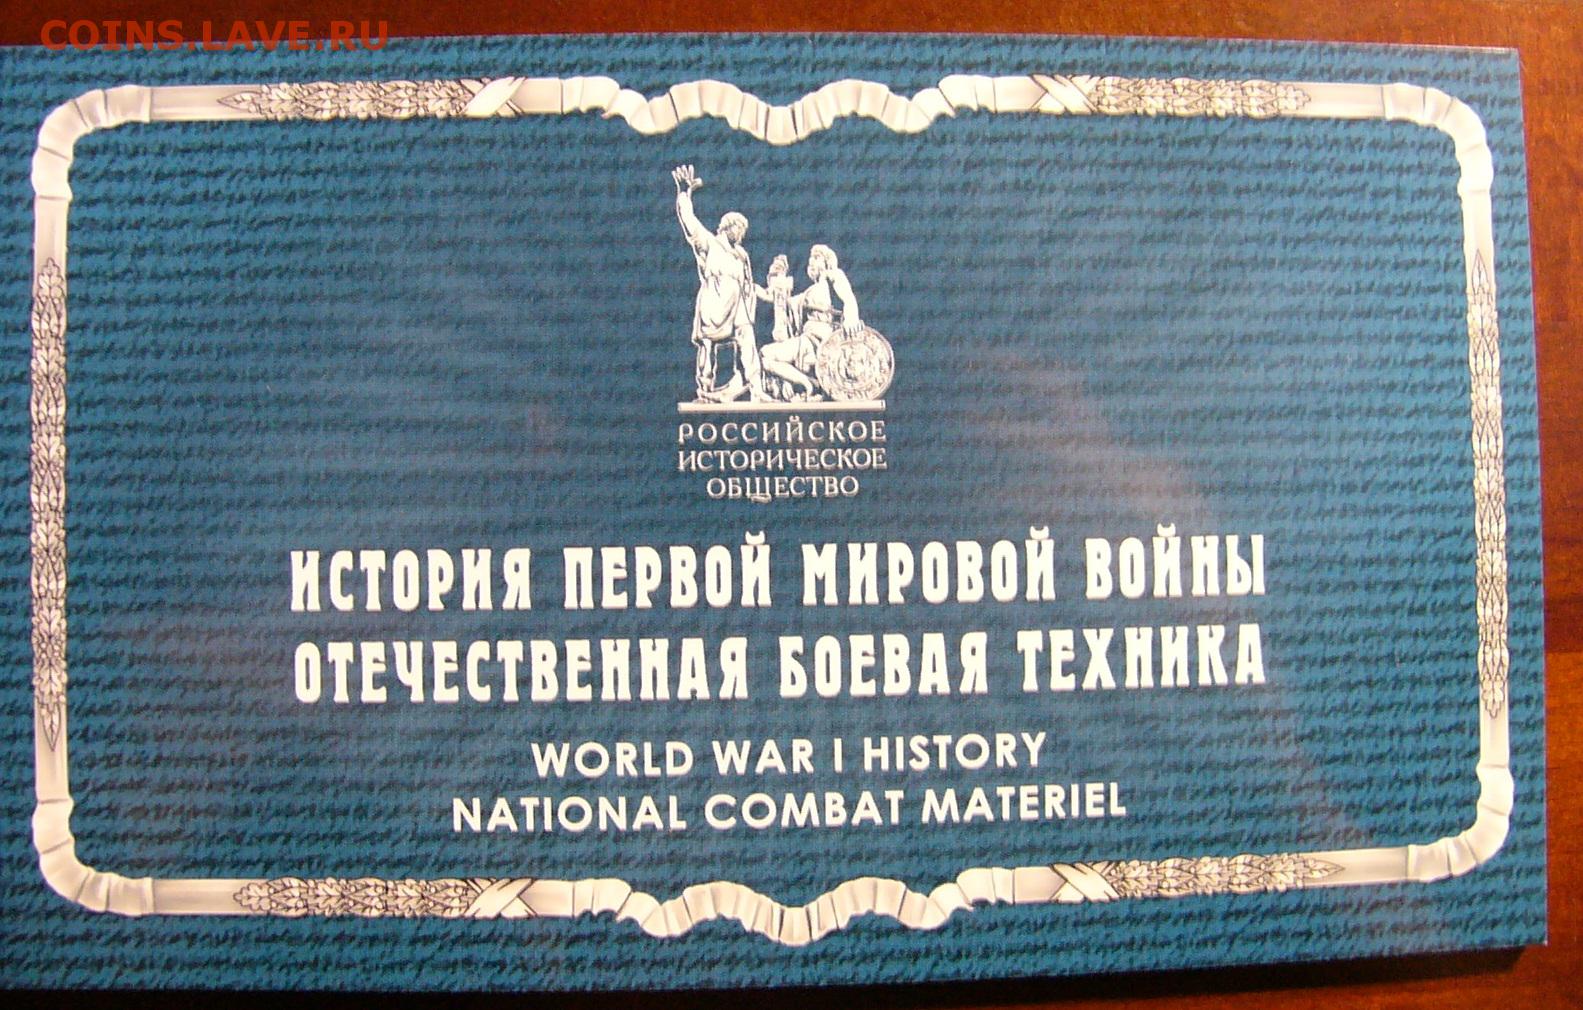 COINS.LAVE.RU
РОССИЙСКОЕ
ИСТОРИЧЕСКОЕ
ОБЩЕСТВО
ИСТОРИЯ ПЕРВОЙ МИРОВОЙ ВОЙНЫ
ОТЕЧЕСТВЕННАЯ БОЕВАЯ ТЕХНИКА
WORLD WAR I HISTORY
NATIONAL COMBAT MATERIEL